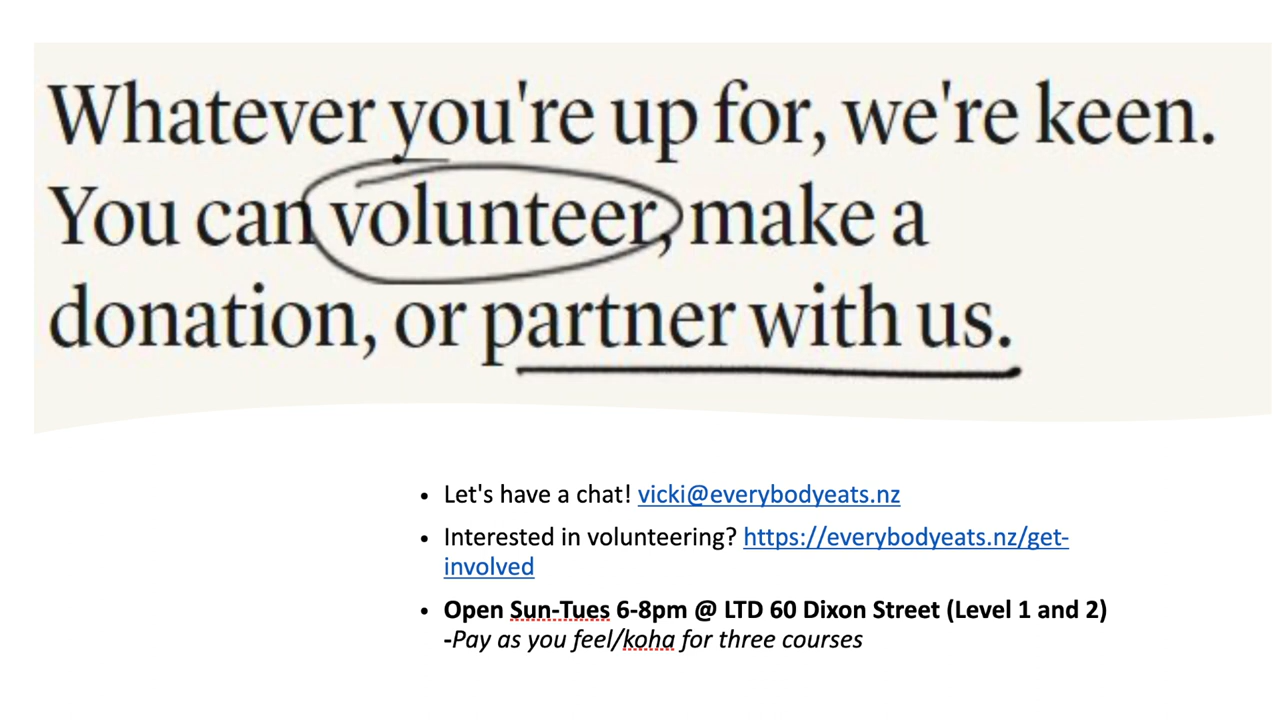 Whatever you're up for, we're keen.
You can volunteer, make a
donation, or partner with us.
• Let's have a chat! vicki@everybodyeats.nz
• Interested in volunteering? https://everybodyeats.nz/get-
involved
• Open Sun-Tues 6-8pm @ LTD 60 Dixon Street (Level 1 and 2)
-Pay as you feel/koha for three courses